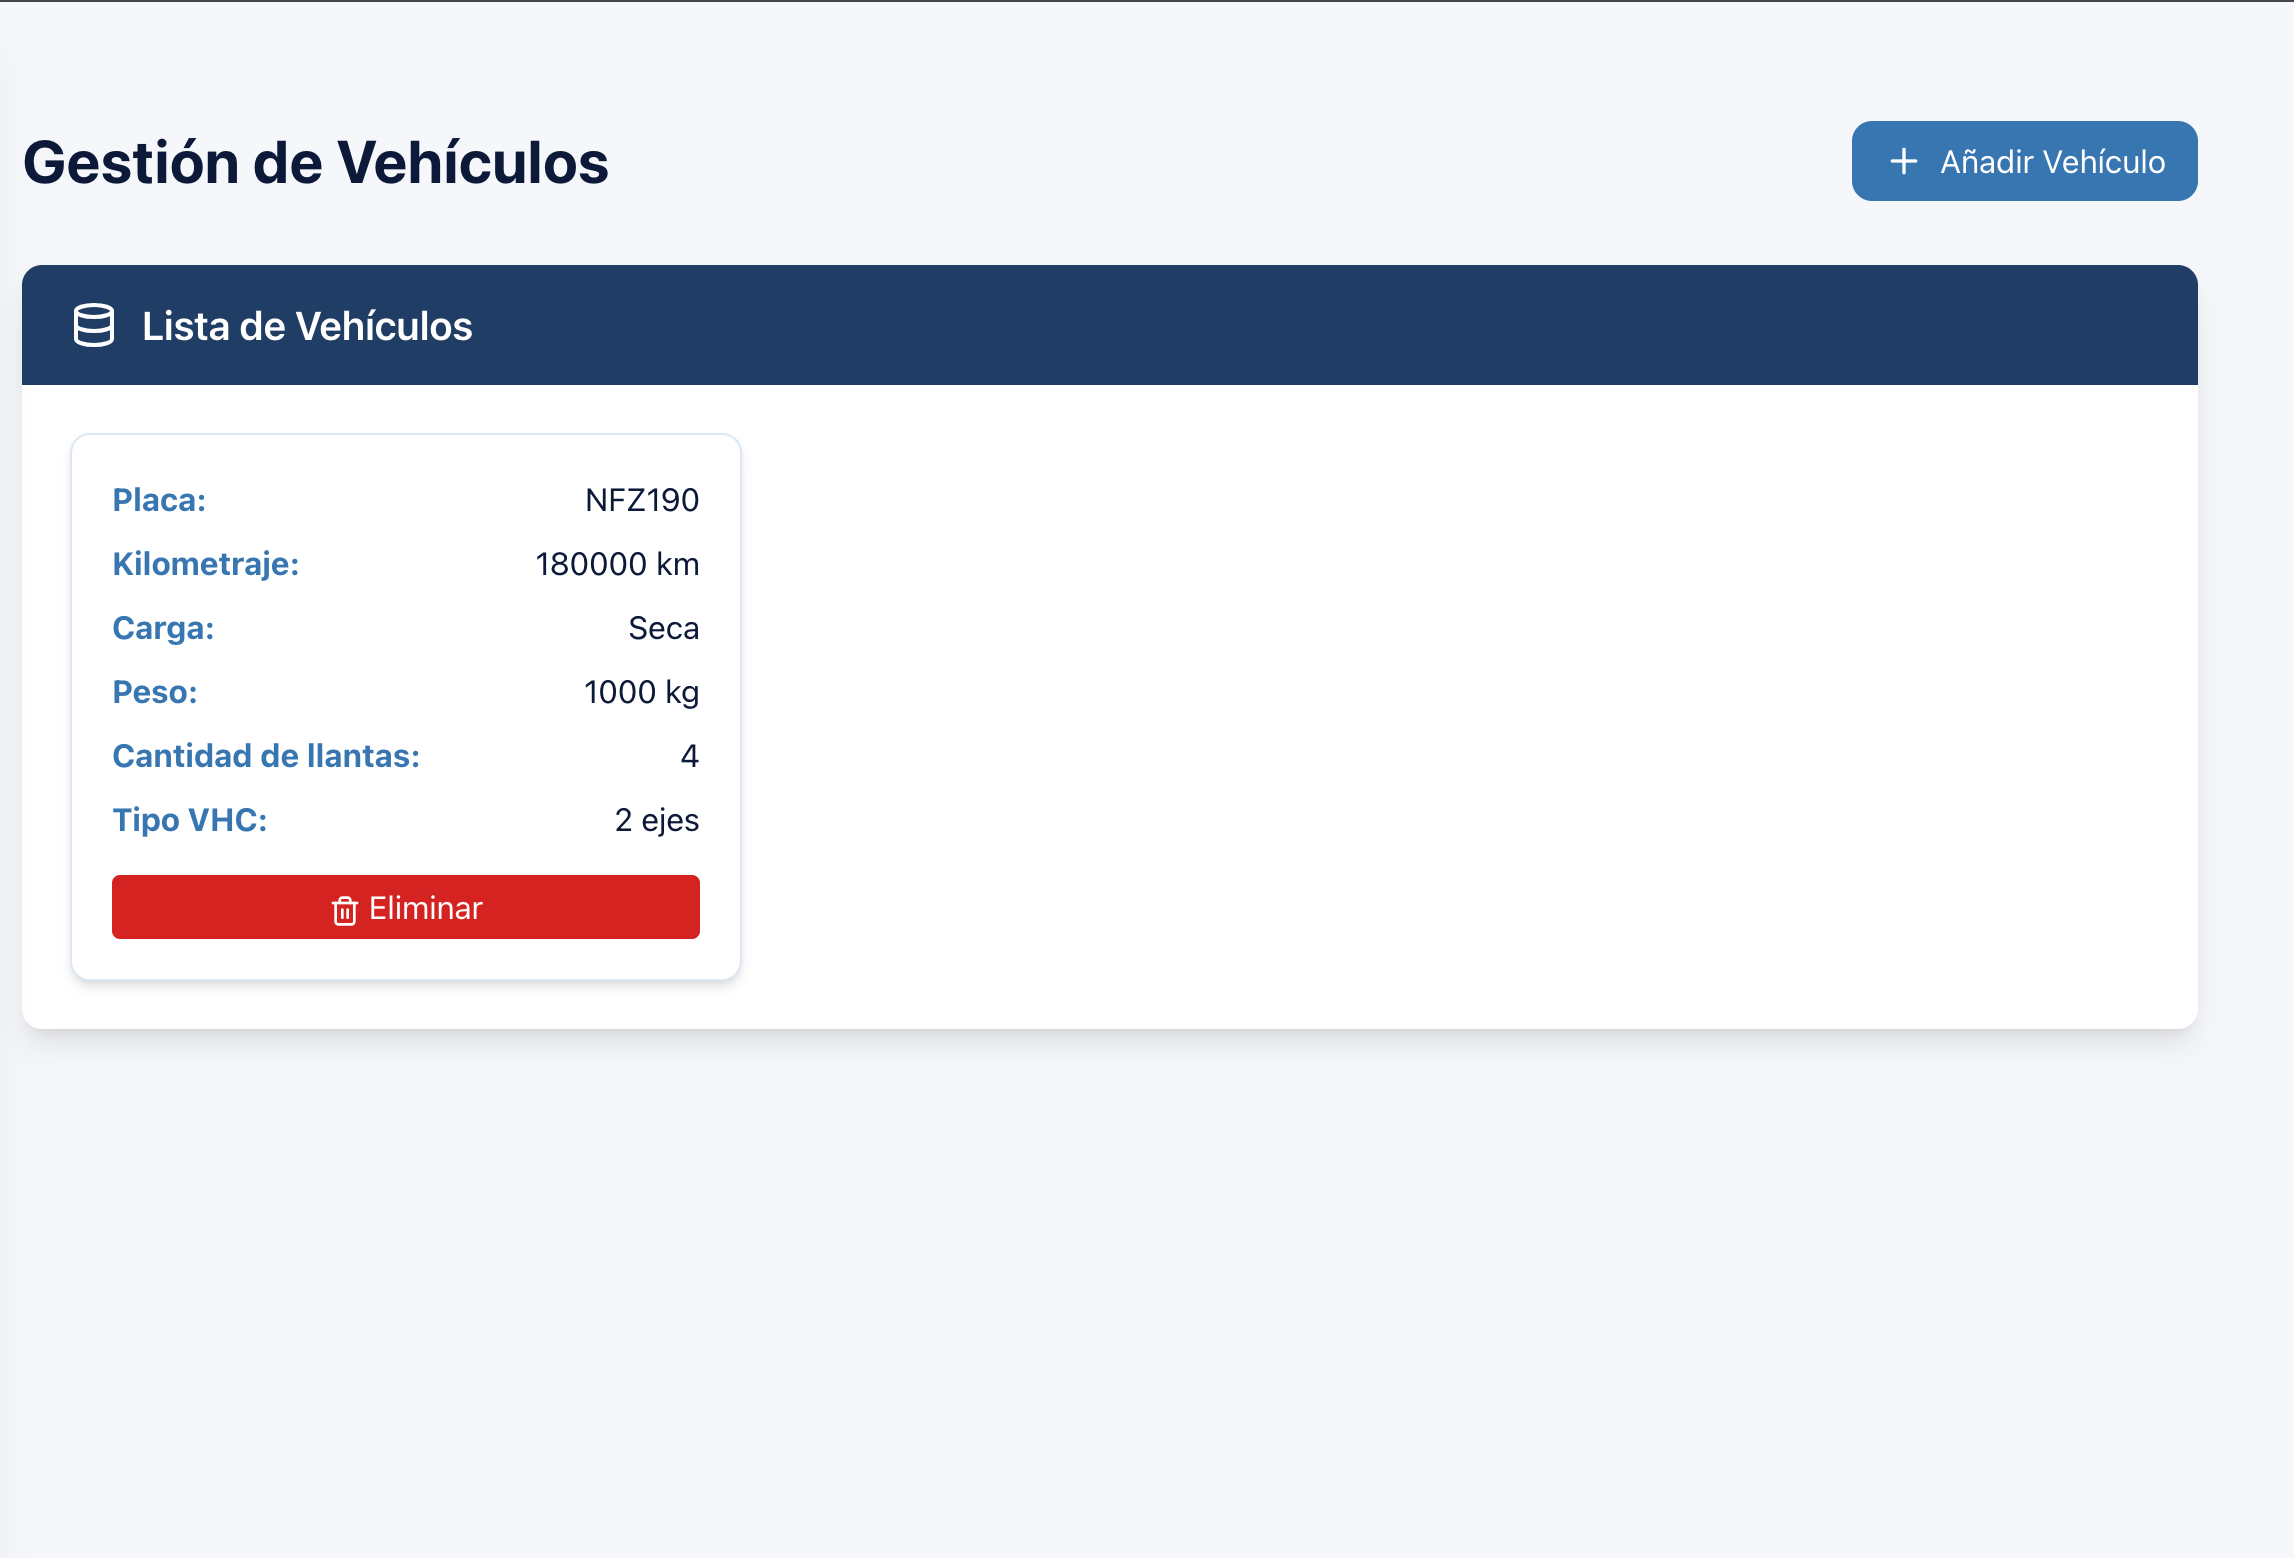 Gestión de Vehículos
Añadir Vehículo
Lista de Vehículos
Placa: NFZ190
Kilometraje: 180000 km
Carga: Seca
Peso: 1000 kg
Cantidad de llantas: 4
Tipo VHC: 2 ejes
Eliminar